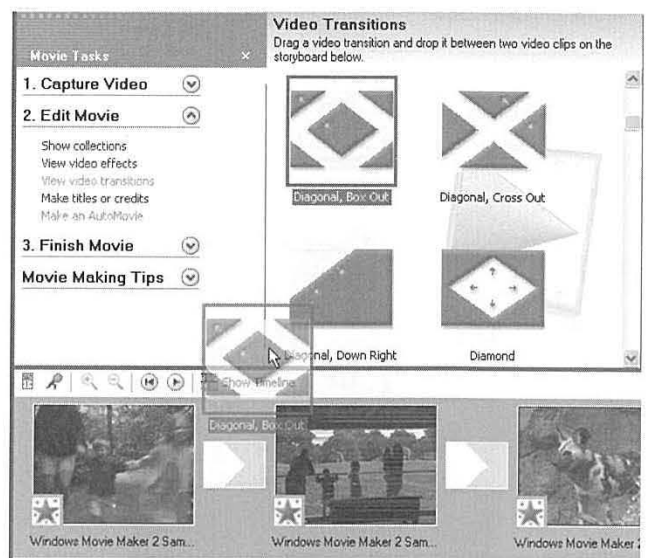 Movie Tasks
×
1. Capture Video
2. Edit Movie
Show collections
View video effects
View video transitions
Make titles or credits
Make an AutoMovie
3. Finish Movie
Movie Making Tips
Video Transitions
Drag a video transition and drop it between two video clips on the
storyboard below.
Diagonal, Box Out
Diagonal, Cross Out
Diagonal, Down Right
Diamond
Show Timeline
Diagonal, Box Out
Windows Movie Maker 2 Sam...
Windows Movie Maker 2 Sam...
Windows Movie Maker 2